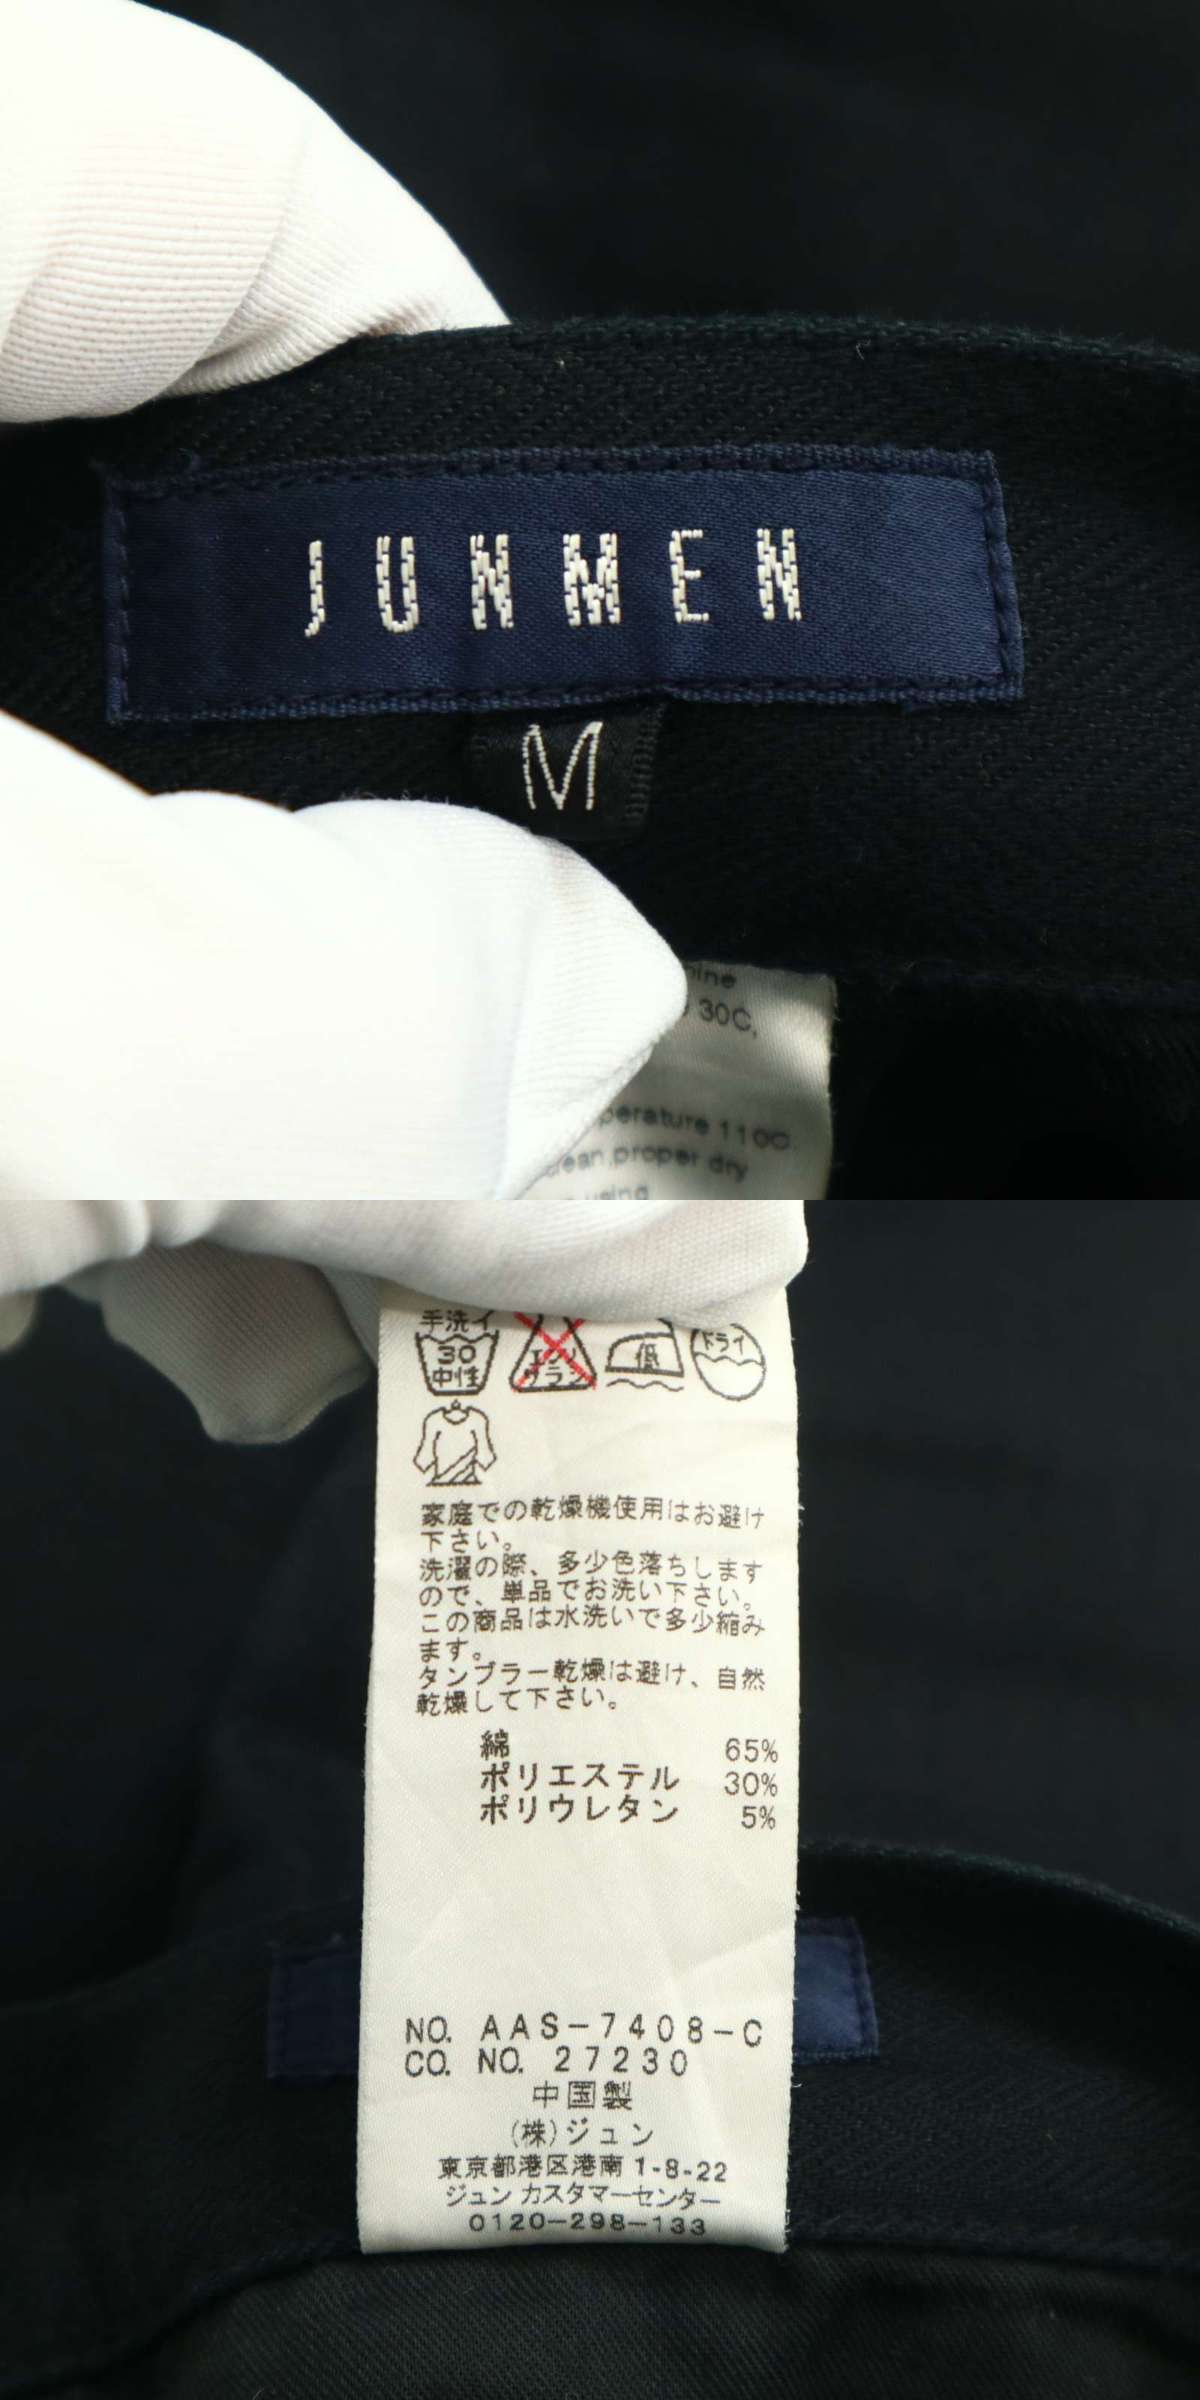 JUNMEN
M
30C,
110C.
proper dry
using
手洗イ
30
中性
エンソ
サラシ
低
ドライ
家庭での乾燥機使用はお避け
下さい。
洗濯の際、多少色落ちします
ので、単品でお洗い下さい。
この商品は水洗いで多少縮み
ます。
タンブラー乾燥は避け、自然
乾燥して下さい。
綿 65%
ポリエステル 30%
ポリウレタン 5%
NO. AAS-7408-C
CO. NO. 27230
中国製
(株)ジュン
東京都港区港南1-8-22
ジュン カスタマーセンター
0120-298-133